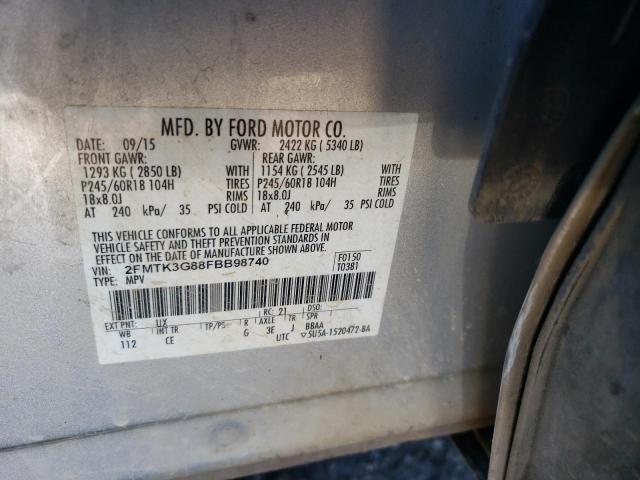 MFD. BY FORD MOTOR CO.
DATE: 09/15 GVWR: 2422 KG ( 5340 LB)
FRONT GAWR: REAR GAWR:
1293 KG ( 2850 LB) WITH 1154 KG ( 2545 LB) WITH
P245/60R18 104H TIRES P245/60R18 104H TIRES
18x8.0J RIMS 18x8.0J RIMS
AT 240 kPa/ 35 PSI COLD AT 240 kPa/ 35 PSI COLD
THIS VEHICLE CONFORMS TO ALL APPLICABLE FEDERAL MOTOR
VEHICLE SAFETY AND THEFT PREVENTION STANDARDS IN
EFFECT ON THE DATE OF MANUFACTURE SHOWN ABOVE.
VIN: 2FMTK3G88FBB98740 F0150
TYPE: MPV T0381
EXT PNT: UX RC: 21 DSO:
WB INT TR TP/PS R AXLE TR SPR
112 CE G 3E J BBAA
UTC ▽5U5A-1520472-BA